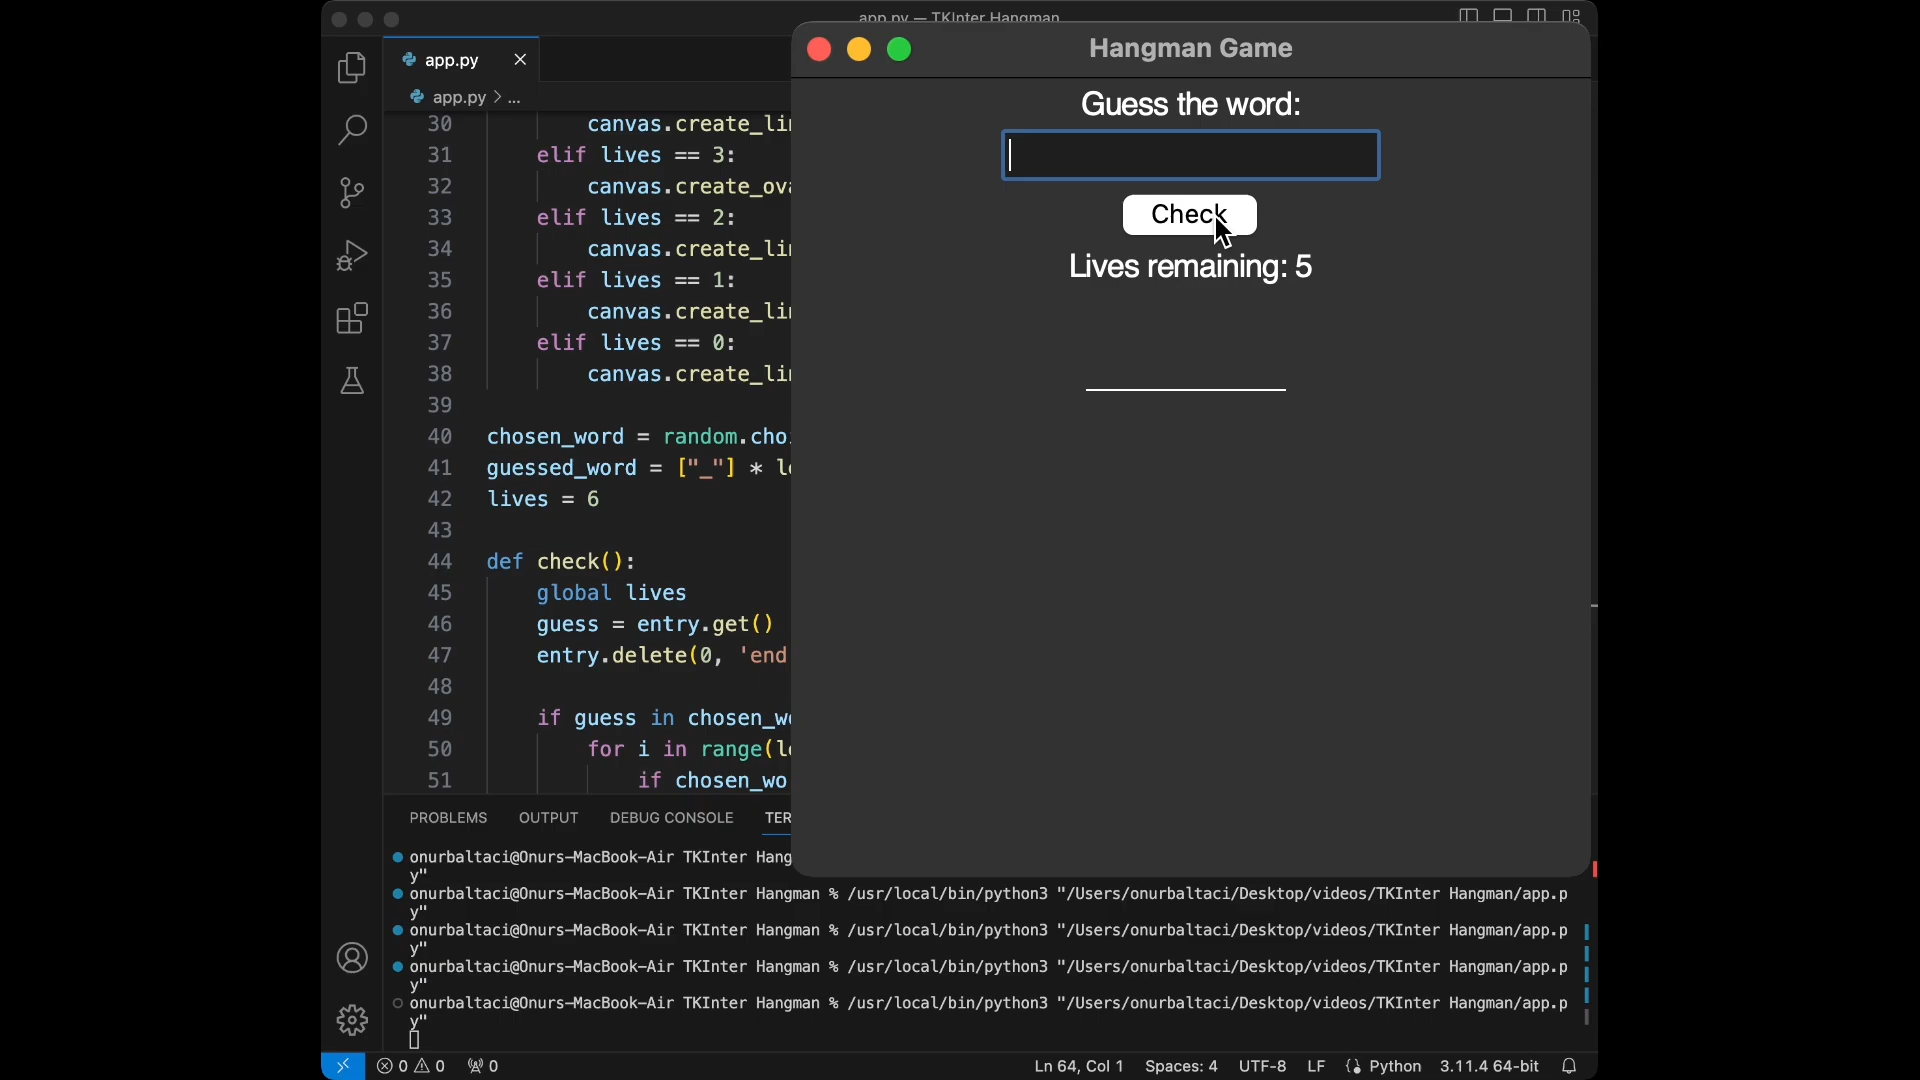 app.py — TKInter Hangman
app.py
app.py > ...
30 canvas.create_li
31 elif lives == 3:
32 canvas.create_ov
33 elif lives == 2:
34 canvas.create_li
35 elif lives == 1:
36 canvas.create_li
37 elif lives == 0:
38 canvas.create_li
39
40 chosen_word = random.cho
41 guessed_word = ["_"] * l
42 lives = 6
43
44 def check():
45 global lives
46 guess = entry.get()
47 entry.delete(0, 'end
48
49 if guess in chosen_w
50 for i in range(l
51 if chosen_wo
Hangman Game
Guess the word:
Check
Lives remaining: 5
PROBLEMS OUTPUT DEBUG CONSOLE TER
onurbaltaci@Onurs-MacBook-Air TKInter Hang
y"
onurbaltaci@Onurs-MacBook-Air TKInter Hangman % /usr/local/bin/python3 "/Users/onurbaltaci/Desktop/videos/TKInter Hangman/app.p
y"
onurbaltaci@Onurs-MacBook-Air TKInter Hangman % /usr/local/bin/python3 "/Users/onurbaltaci/Desktop/videos/TKInter Hangman/app.p
y"
onurbaltaci@Onurs-MacBook-Air TKInter Hangman % /usr/local/bin/python3 "/Users/onurbaltaci/Desktop/videos/TKInter Hangman/app.p
y"
onurbaltaci@Onurs-MacBook-Air TKInter Hangman % /usr/local/bin/python3 "/Users/onurbaltaci/Desktop/videos/TKInter Hangman/app.p
y"
0 0 0 Ln 64, Col 1 Spaces: 4 UTF-8 LF Python 3.11.4 64-bit